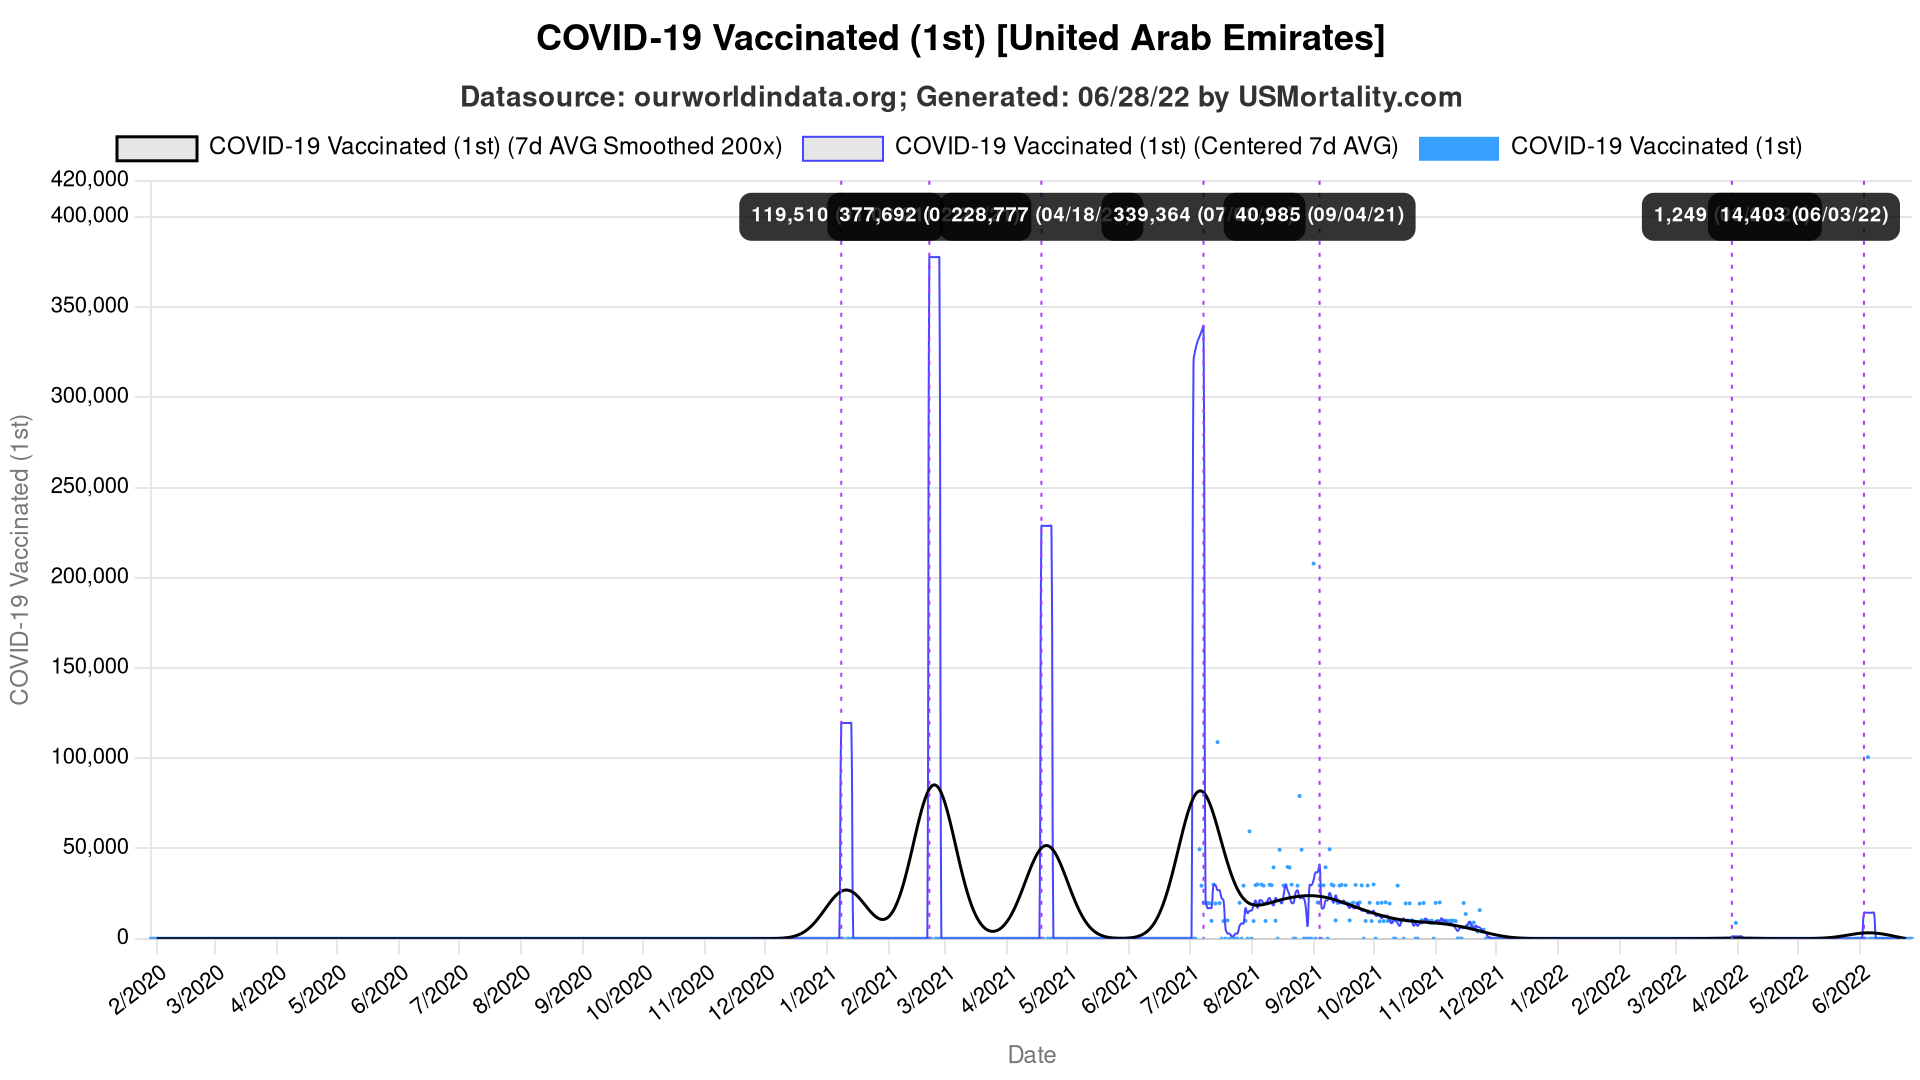 COVID-19 Vaccinated (1st) [United Arab Emirates]
Datasource: ourworldindata.org; Generated: 06/28/22 by USMortality.com
COVID-19 Vaccinated (1st) (7d AVG Smoothed 200x) COVID-19 Vaccinated (1st) (Centered 7d AVG) COVID-19 Vaccinated (1st)
119,510 377,692 (0 228,777 (04/18/2 339,364 (07/ 40,985 (09/04/21) 1,249 14,403 (06/03/22)
420,000
400,000
350,000
300,000
250,000
200,000
150,000
100,000
50,000
0
COVID-19 Vaccinated (1st)
2/2020 3/2020 4/2020 5/2020 6/2020 7/2020 8/2020 9/2020 10/2020 11/2020 12/2020 1/2021 2/2021 3/2021 4/2021 5/2021 6/2021 7/2021 8/2021 9/2021 10/2021 11/2021 12/2021 1/2022 2/2022 3/2022 4/2022 5/2022 6/2022
Date